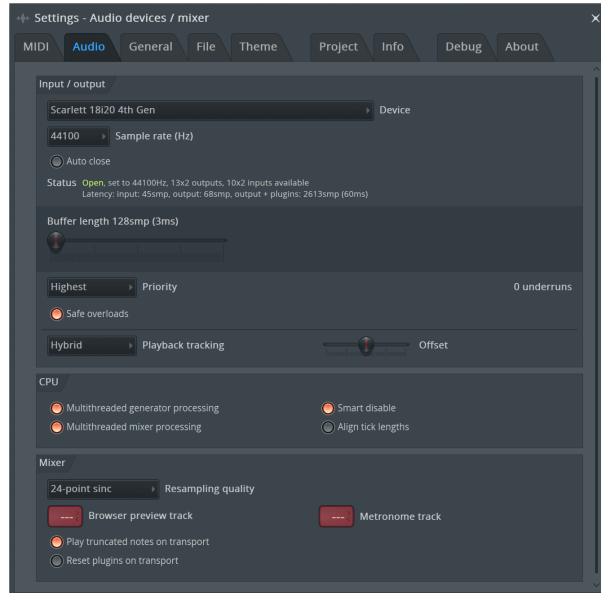 Settings - Audio devices / mixer
MIDI Audio General File Theme Project Info Debug About
Input / output
Scarlett 18i20 4th Gen Device
44100 Sample rate (Hz)
Auto close
Status Open, set to 44100Hz, 13x2 outputs, 10x2 inputs available
Latency: input: 45smp, output: 68smp, output + plugins: 2613smp (60ms)
Buffer length 128smp (3ms)
Highest Priority 0 underruns
Safe overloads
Hybrid Playback tracking Offset
CPU
Multithreaded generator processing Smart disable
Multithreaded mixer processing Align tick lengths
Mixer
24-point sinc Resampling quality
--- Browser preview track --- Metronome track
Play truncated notes on transport
Reset plugins on transport